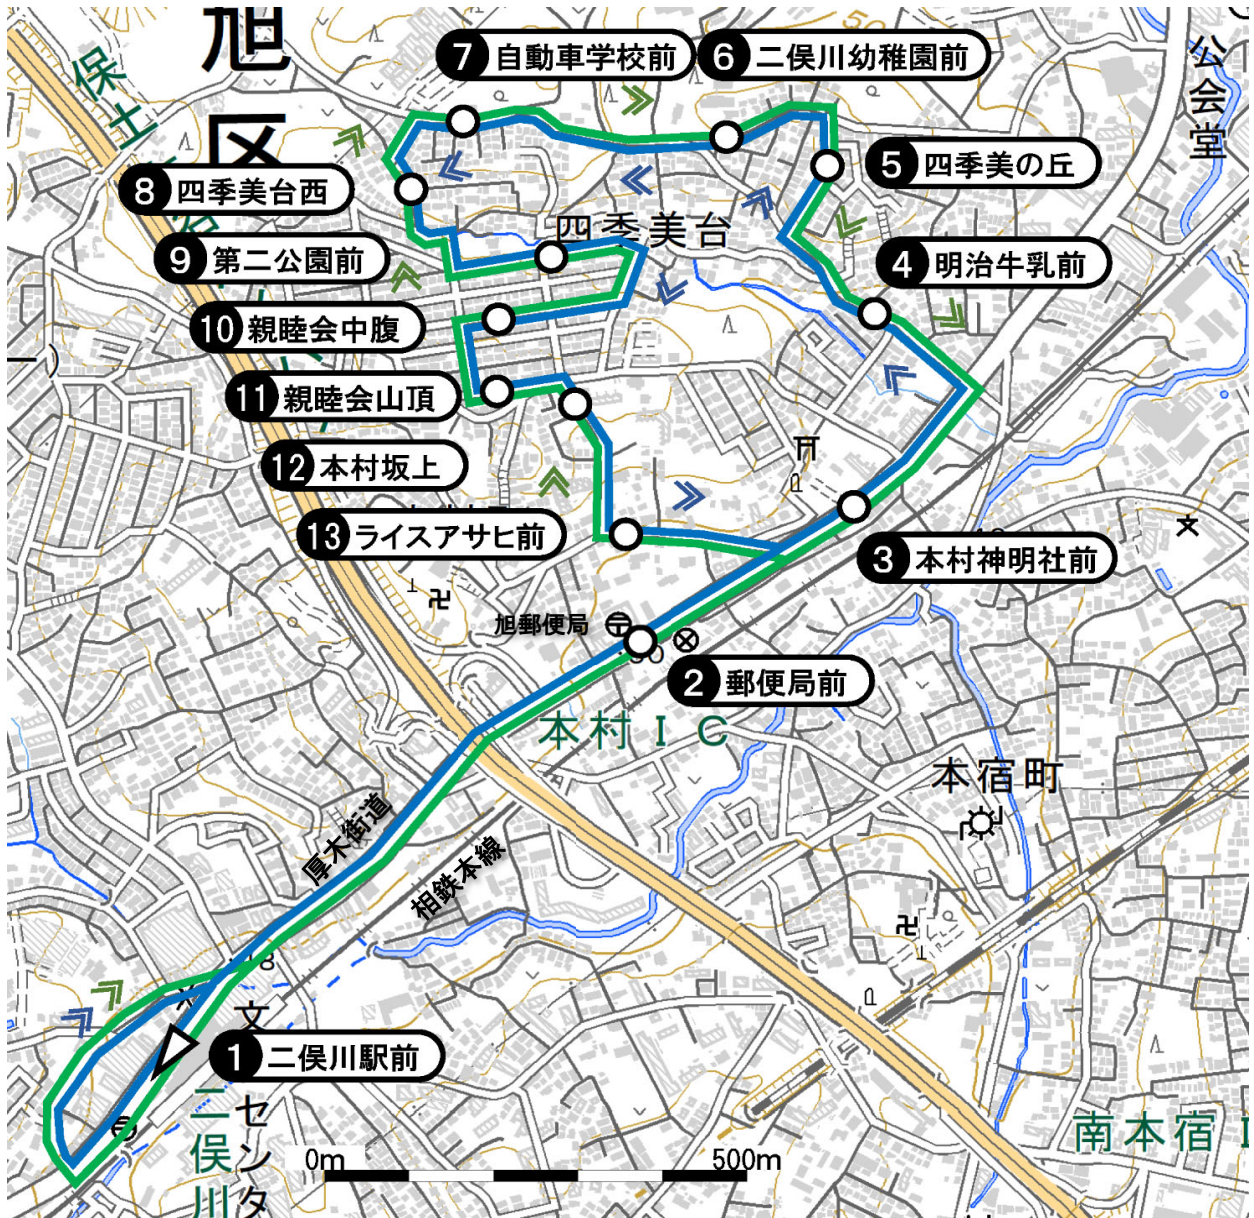 旭区
保土
公会堂
7 自動車学校前
6 二俣川幼稚園前
8 四季美台西
5 四季美の丘
四季美台
9 第二公園前
4 明治牛乳前
10 親睦会中腹
11 親睦会山頂
12 本村坂上
13 ライスアサヒ前
3 本村神明社前
旭郵便局
2 郵便局前
本村IC
本宿町
厚木街道
相鉄本線
1 二俣川駅前
二俣川
センタ
南本宿I
0m
500m